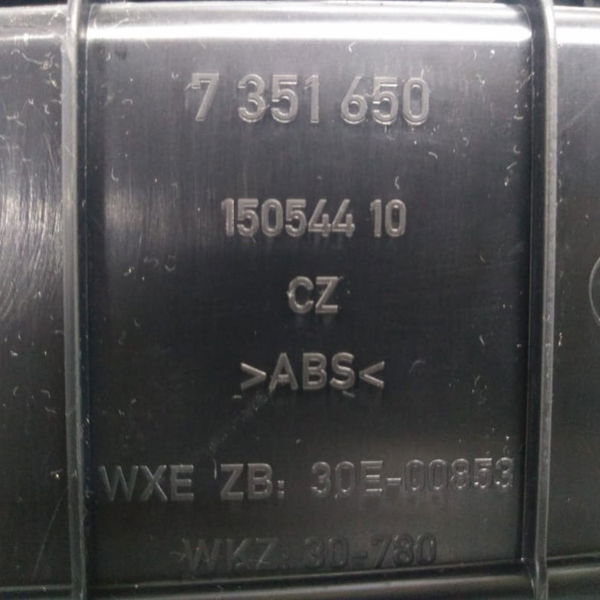 7 351 650
150544 10
CZ
>ABS<
WXE ZB: 30E-00853
WKZ: 30-780